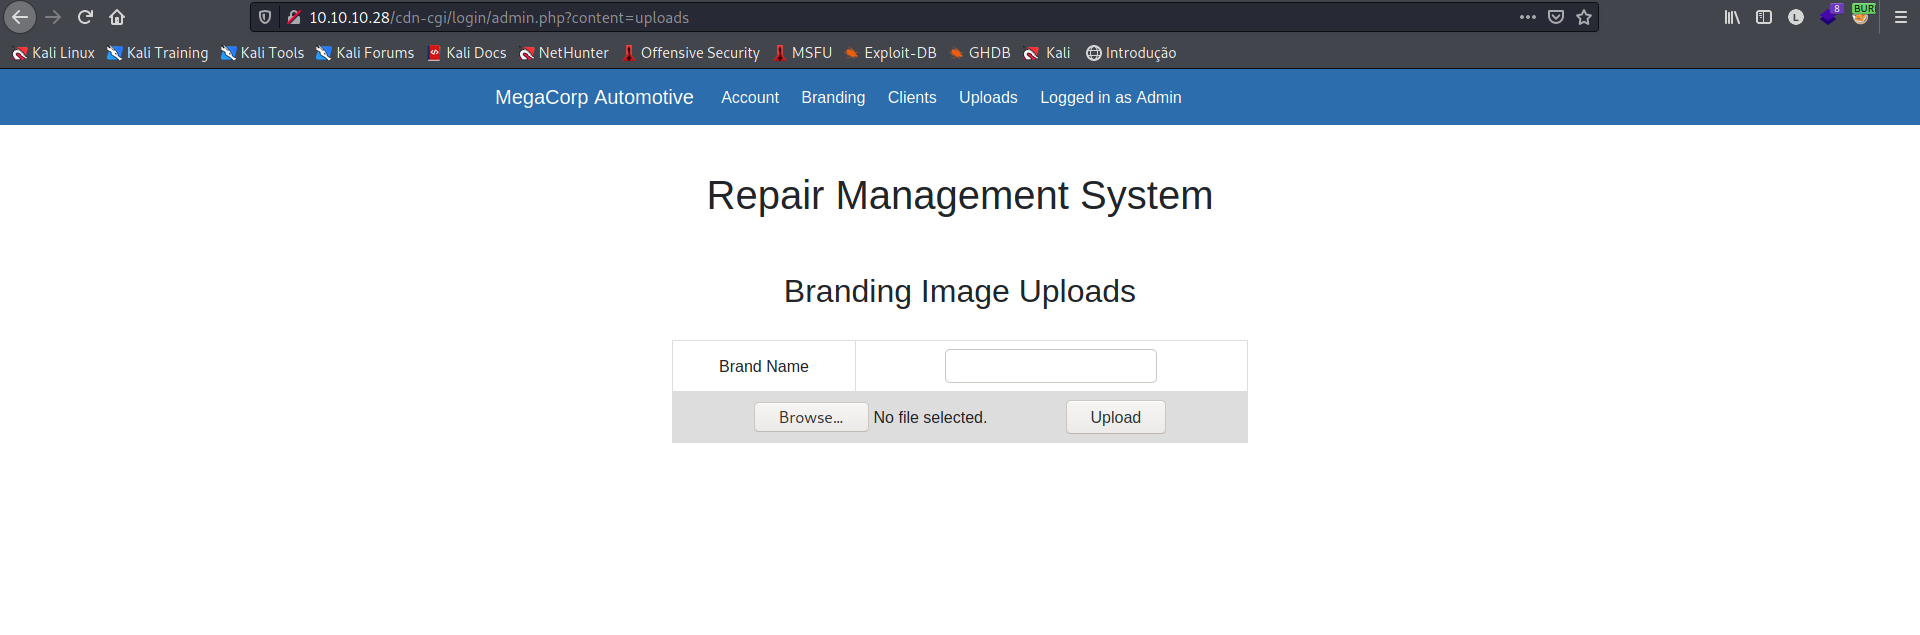 10.10.10.28/cdn-cgi/login/admin.php?content=uploads
8
BUR
Kali Linux Kali Training Kali Tools Kali Forums Kali Docs NetHunter Offensive Security MSFU Exploit-DB GHDB Kali Introdução
MegaCorp Automotive Account Branding Clients Uploads Logged in as Admin
Repair Management System
Branding Image Uploads
Brand Name
Browse... No file selected. Upload